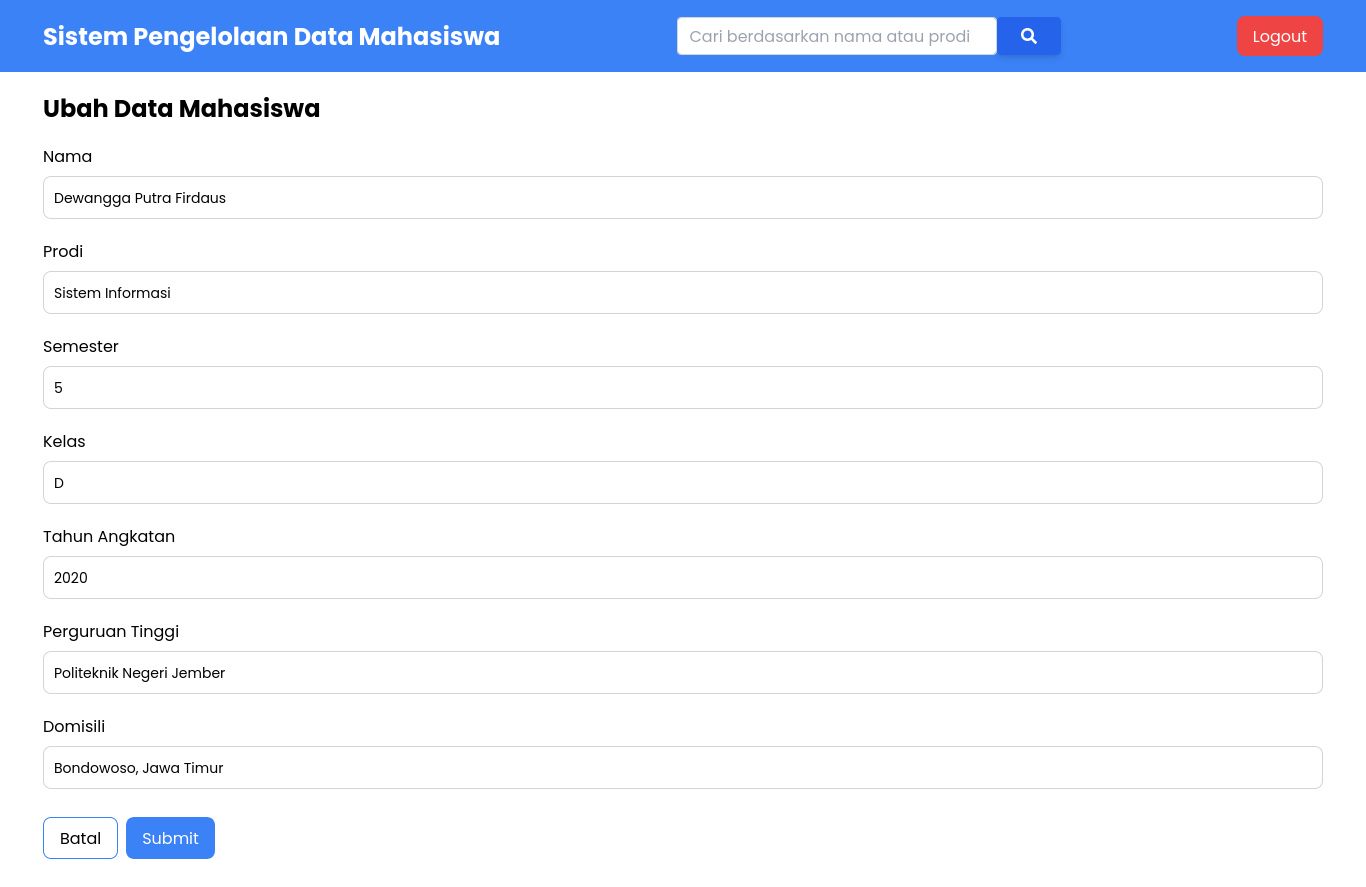 Sistem Pengelolaan Data Mahasiswa
Cari berdasarkan nama atau prodi
Logout
Ubah Data Mahasiswa
Nama
Dewangga Putra Firdaus
Prodi
Sistem Informasi
Semester
5
Kelas
D
Tahun Angkatan
2020
Perguruan Tinggi
Politeknik Negeri Jember
Domisili
Bondowoso, Jawa Timur
Batal
Submit